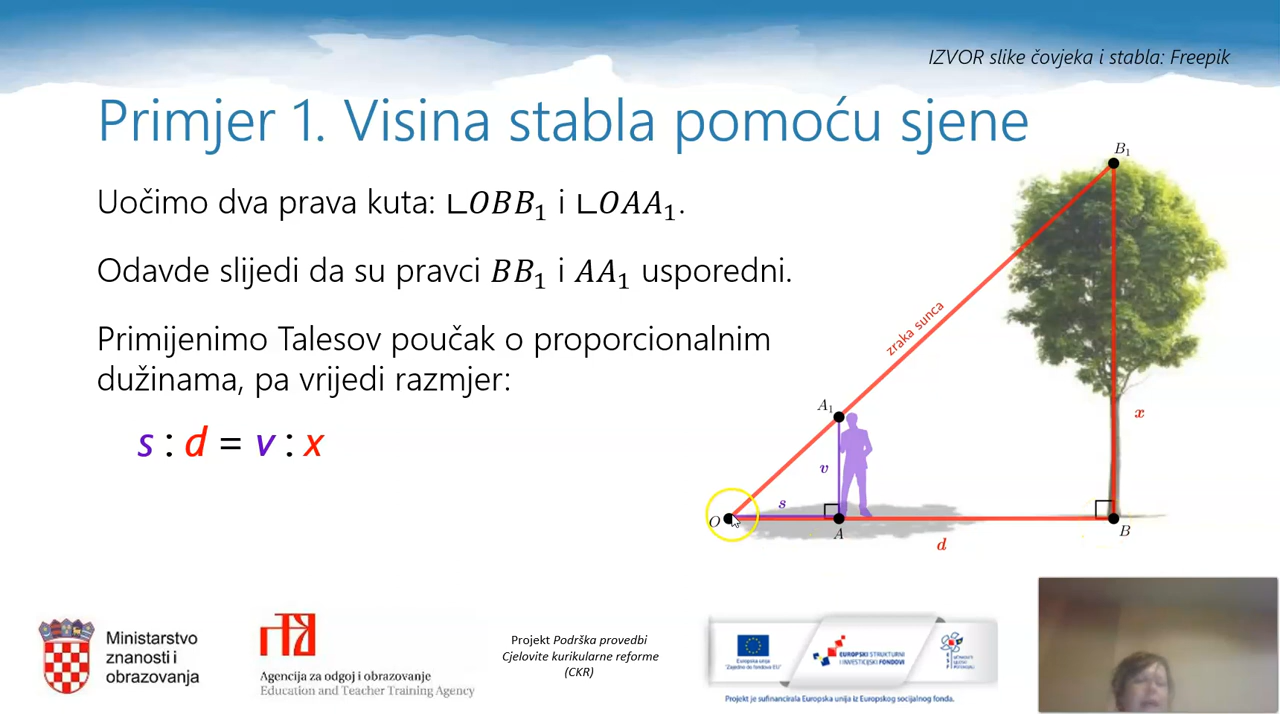 IZVOR slike čovjeka i stabla: Freepik
Primjer 1. Visina stabla pomoću sjene
Uočimo dva prava kuta: ∟OBB₁ i ∟OAA₁.
Odavde slijedi da su pravci BB₁ i AA₁ usporedni.
Primijenimo Talesov poučak o proporcionalnim
dužinama, pa vrijedi razmjer:
s : d = v : x
B₁
zraka sunca
A₁
x
v
s
O
A
B
d
Ministarstvo
znanosti i
obrazovanja
Agencija za odgoj i obrazovanje
Education and Teacher Training Agency
Projekt Podrška provedbi
Cjelovite kurikularne reforme
(CKR)
Europska unija
EUROPSKI STRUKTURNI
I INVESTICIJSKI FONDOVI
Projekt je sufinancirala Europska unija iz Europskog socijalnog fonda.